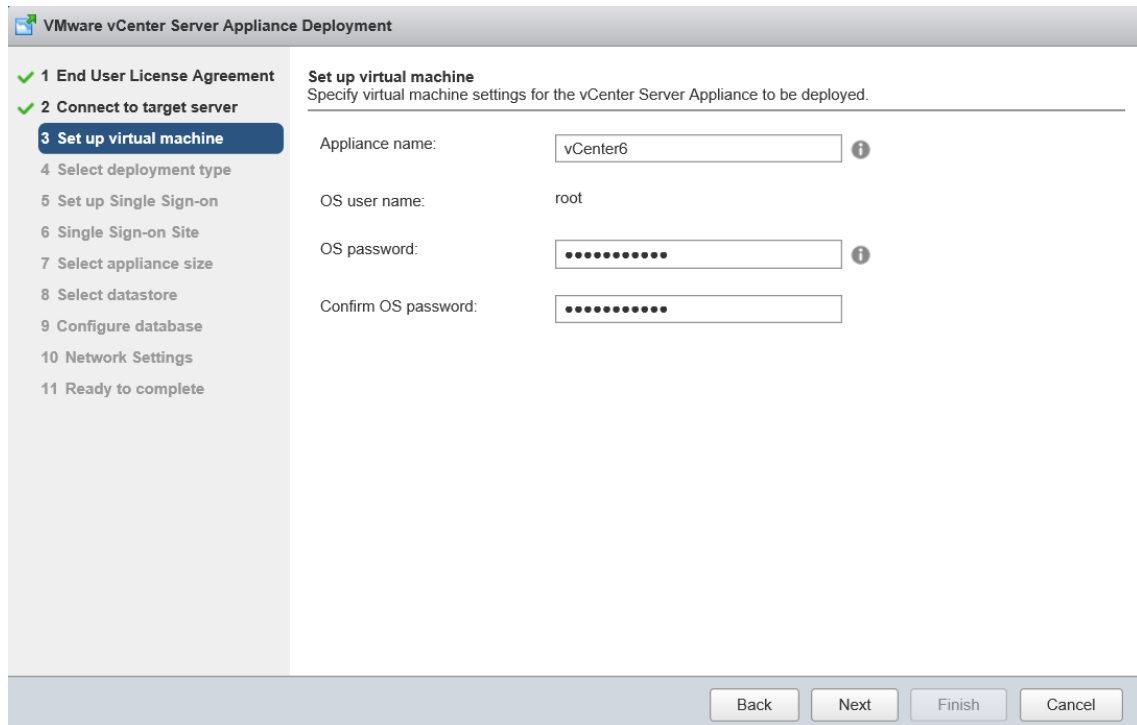 VMware vCenter Server Appliance Deployment
1 End User License Agreement
2 Connect to target server
3 Set up virtual machine
4 Select deployment type
5 Set up Single Sign-on
6 Single Sign-on Site
7 Select appliance size
8 Select datastore
9 Configure database
10 Network Settings
11 Ready to complete
Set up virtual machine
Specify virtual machine settings for the vCenter Server Appliance to be deployed.
Appliance name: vCenter6
OS user name: root
OS password: •••••••••••
Confirm OS password: •••••••••••
Back Next Finish Cancel